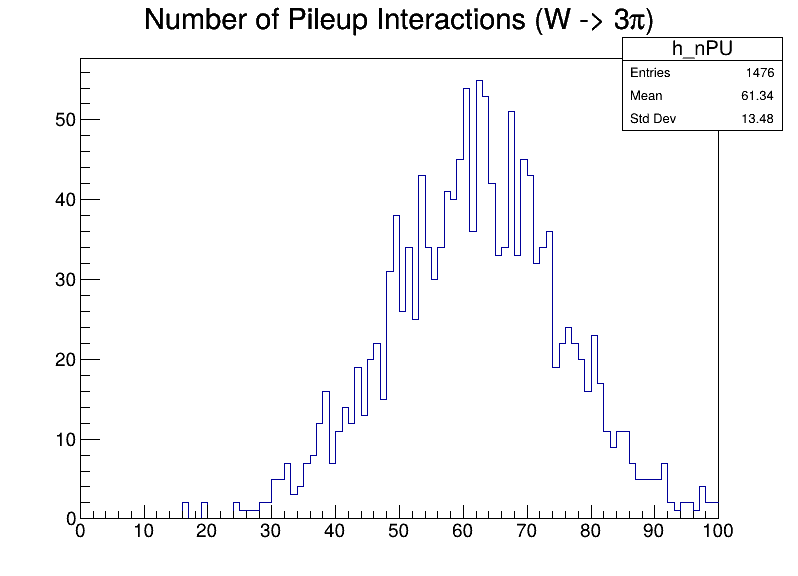 Number of Pileup Interactions (W -> 3π)
h_nPU
Entries 1476
Mean 61.34
Std Dev 13.48
50
40
30
20
10
0
0 10 20 30 40 50 60 70 80 90 100